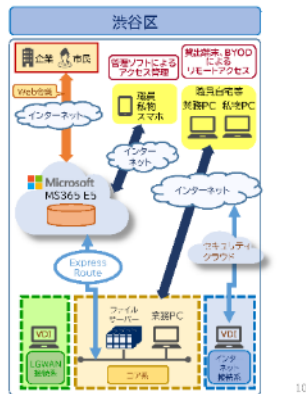 渋谷区
企業
市民
管理ソフトによる
アクセス管理
貸出端末、BYOD
によるリモートアクセス
Web会議
職員
私物
スマホ
職員自宅等
業務PC 私物PC
インターネット
インター
ネット
インターネット
Microsoft
MS365 E5
セキュリティ
クラウド
Express
Route
ファイル
サーバー
業務PC
VDI
VDI
LGWAN
接続系
コア系
インター
ネット
接続系
10